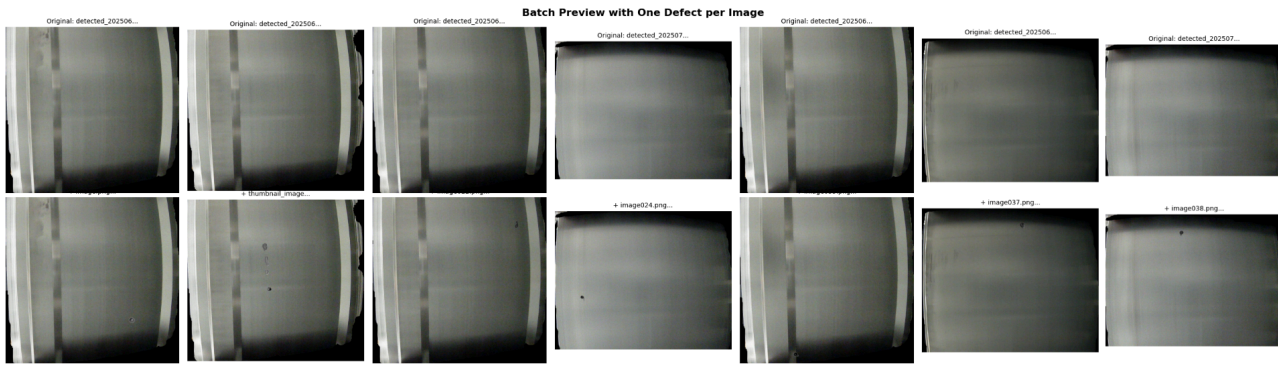 Batch Preview with One Defect per Image
Original: detected_202506...
Original: detected_202506...
Original: detected_202506...
Original: detected_202507...
Original: detected_202506...
Original: detected_202506...
Original: detected_202507...
+ thumbnail_image...
+ image024.png...
+ image037.png...
+ image038.png...